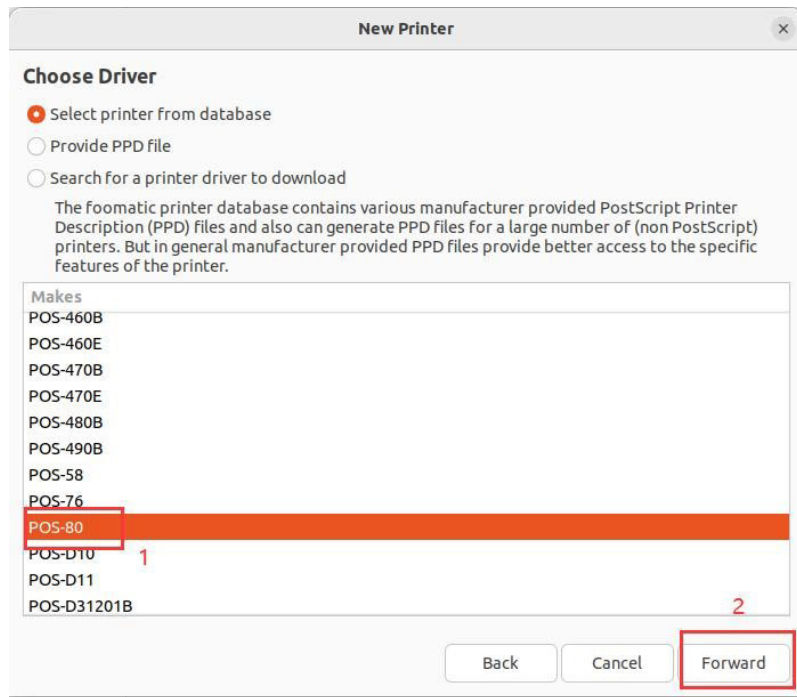 New Printer
Choose Driver
Select printer from database
Provide PPD file
Search for a printer driver to download
The foomatic printer database contains various manufacturer provided PostScript Printer
Description (PPD) files and also can generate PPD files for a large number of (non PostScript)
printers. But in general manufacturer provided PPD files provide better access to the specific
features of the printer.
Makes
POS-460B
POS-460E
POS-470B
POS-470E
POS-480B
POS-490B
POS-58
POS-76
POS-80
POS-D10
1
POS-D11
POS-D31201B
2
Back
Cancel
Forward